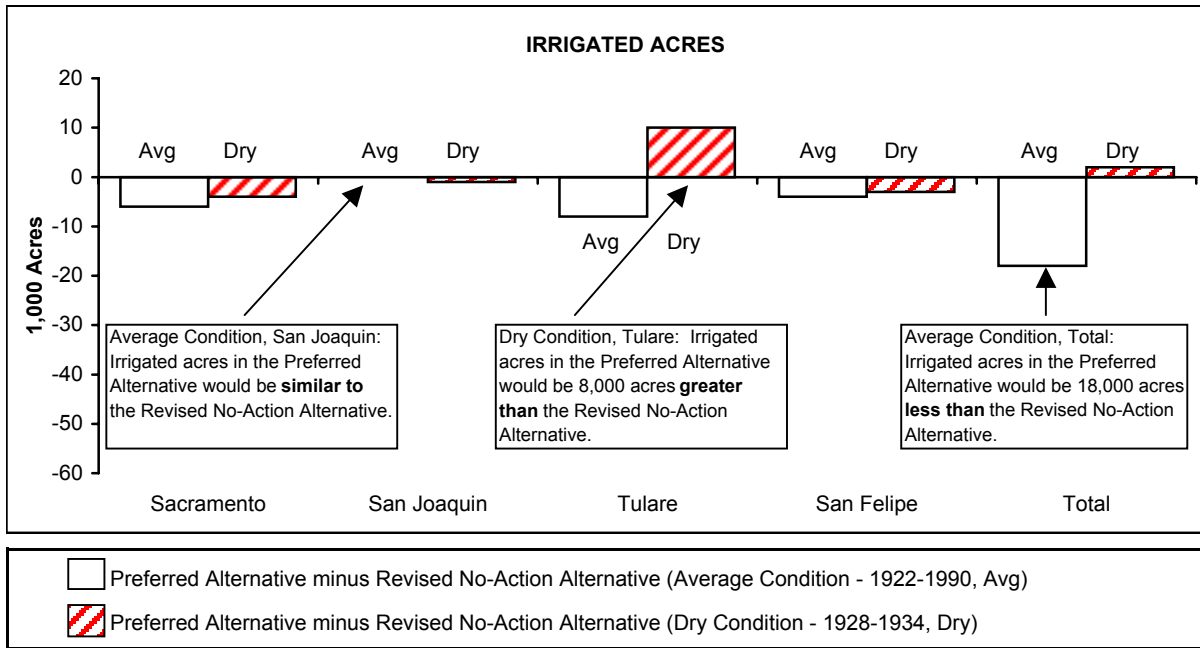 IRRIGATED ACRES
20
10
0
-10
-20
-30
-40
-50
-60
1,000 Acres
Avg Dry
Avg Dry
Avg Dry
Avg Dry
Avg Dry
Average Condition, San Joaquin:
Irrigated acres in the Preferred
Alternative would be similar to
the Revised No-Action Alternative.
Dry Condition, Tulare: Irrigated
acres in the Preferred Alternative
would be 8,000 acres greater
than the Revised No-Action
Alternative.
Average Condition, Total:
Irrigated acres in the Preferred
Alternative would be 18,000 acres
less than the Revised No-Action
Alternative.
Sacramento San Joaquin Tulare San Felipe Total
Preferred Alternative minus Revised No-Action Alternative (Average Condition - 1922-1990, Avg)
Preferred Alternative minus Revised No-Action Alternative (Dry Condition - 1928-1934, Dry)